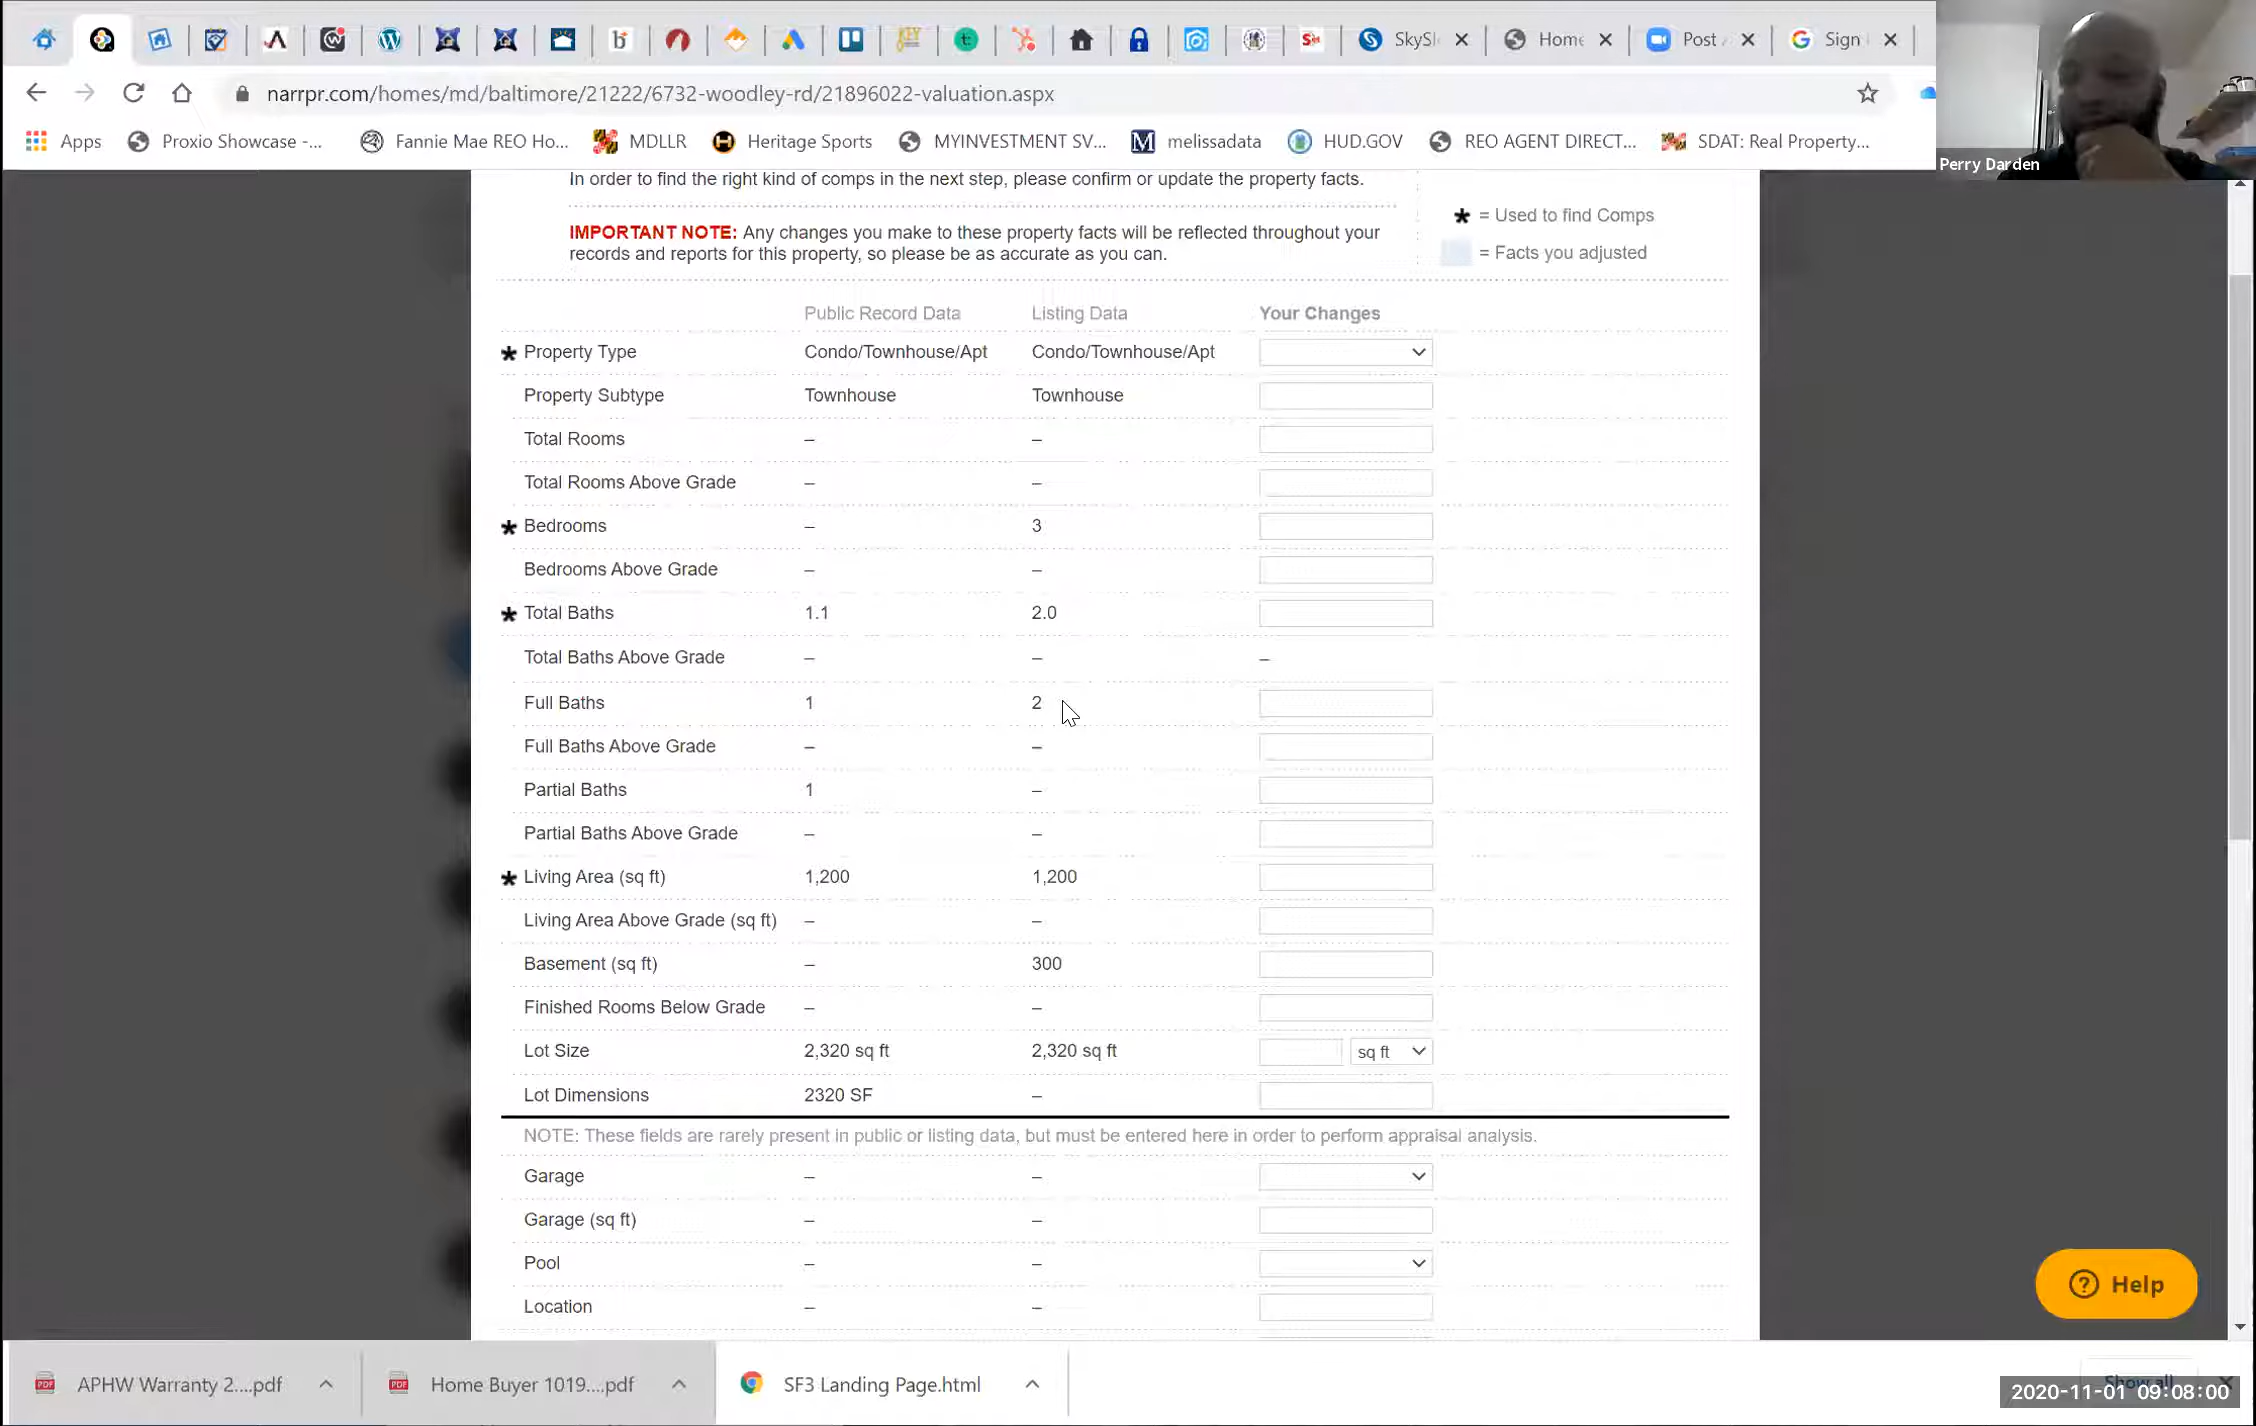 SkySl
Home
Post
Sign
narrpr.com/homes/md/baltimore/21222/6732-woodley-rd/21896022-valuation.aspx
Apps
Proxio Showcase -...
Fannie Mae REO Ho...
MDLLR
Heritage Sports
MYINVESTMENT SV...
melissadata
HUD.GOV
REO AGENT DIRECT...
SDAT: Real Property...
Perry Darden
In order to find the right kind of comps in the next step, please confirm or update the property facts.
IMPORTANT NOTE: Any changes you make to these property facts will be reflected throughout your
records and reports for this property, so please be as accurate as you can.
* = Used to find Comps
= Facts you adjusted
Public Record Data Listing Data Your Changes
* Property Type Condo/Townhouse/Apt Condo/Townhouse/Apt
Property Subtype Townhouse Townhouse
Total Rooms – –
Total Rooms Above Grade – –
* Bedrooms – 3
Bedrooms Above Grade – –
* Total Baths 1.1 2.0
Total Baths Above Grade – – –
Full Baths 1 2
Full Baths Above Grade – –
Partial Baths 1 –
Partial Baths Above Grade – –
* Living Area (sq ft) 1,200 1,200
Living Area Above Grade (sq ft) – –
Basement (sq ft) – 300
Finished Rooms Below Grade – –
Lot Size 2,320 sq ft 2,320 sq ft sq ft
Lot Dimensions 2320 SF –
NOTE: These fields are rarely present in public or listing data, but must be entered here in order to perform appraisal analysis.
Garage – –
Garage (sq ft) – –
Pool – –
Location – –
Help
APHW Warranty 2....pdf
Home Buyer 1019....pdf
SF3 Landing Page.html
Show all
2020-11-01 09:08:00